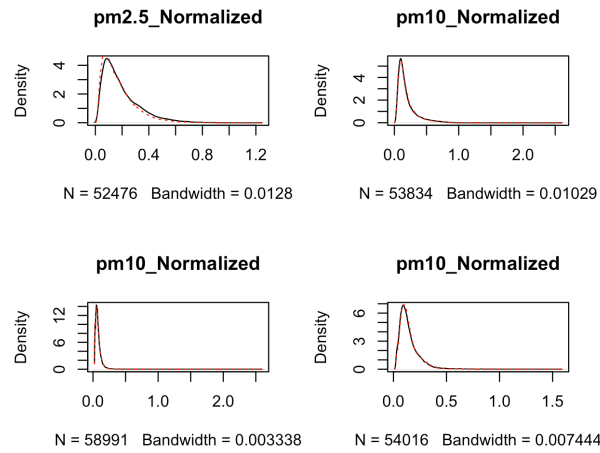 pm2.5_Normalized
Density
0 2 4
0.0 0.4 0.8 1.2
N = 52476 Bandwidth = 0.0128
pm10_Normalized
Density
0 2 4
0.0 1.0 2.0
N = 53834 Bandwidth = 0.01029
pm10_Normalized
Density
0 6 12
0.0 1.0 2.0
N = 58991 Bandwidth = 0.003338
pm10_Normalized
Density
0 3 6
0.0 0.5 1.0 1.5
N = 54016 Bandwidth = 0.007444